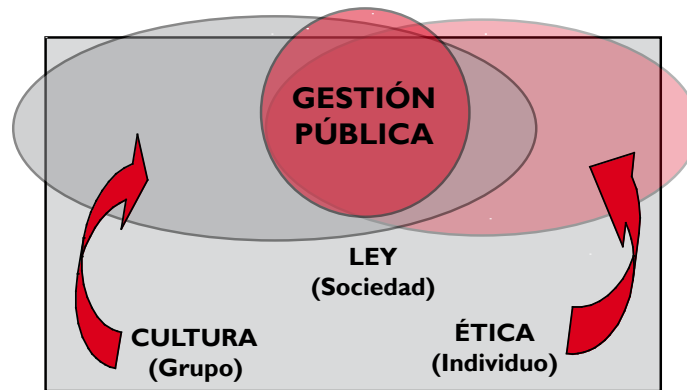 GESTIÓN
PÚBLICA
LEY
(Sociedad)
CULTURA
(Grupo)
ÉTICA
(Individuo)